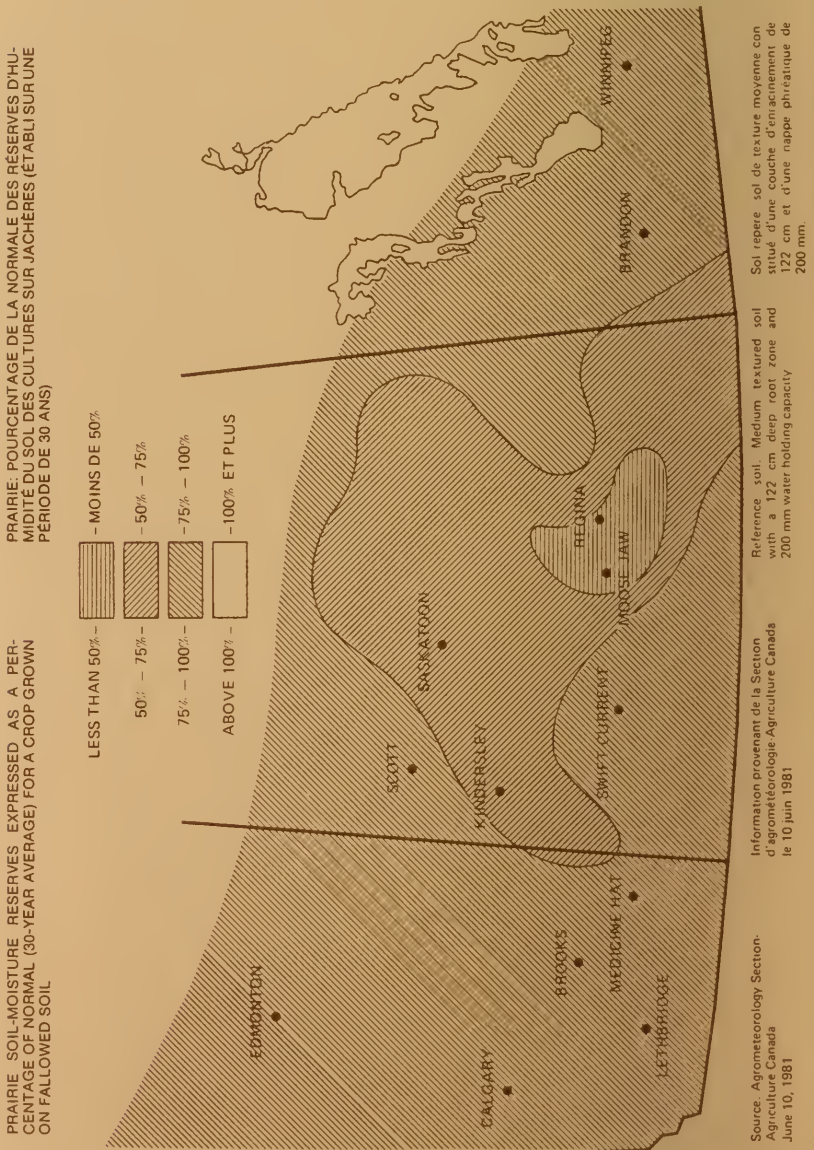 PRAIRIE SOIL-MOISTURE RESERVES EXPRESSED AS A PER-
CENTAGE OF NORMAL (30-YEAR AVERAGE) FOR A CROP GROWN
ON FALLOWED SOIL
PRAIRIE: POURCENTAGE DE LA NORMALE DES RÉSERVES D'HU-
MIDITÉ DU SOL DES CULTURES SUR JACHÈRES (ÉTABLI SUR UNE
PÉRIODE DE 30 ANS)
LESS THAN 50% – – MOINS DE 50%
50% – 75% – – 50% – 75%
75% – 100% – – 75% – 100%
ABOVE 100% – – 100% ET PLUS
EDMONTON
CALGARY
BROOKS
MEDICINE HAT
LETHBRIDGE
SCOTT
KINDERSLEY
SASKATOON
SWIFT CURRENT
REGINA
MOOSE JAW
BRANDON
WINNIPEG
Source. Agrometeorology Section-
Agriculture Canada
June 10, 1981
Information provenant de la Section
d'agrométéorologie-Agriculture Canada
le 10 juin 1981
Reference soil. Medium textured soil
with a 122 cm deep root zone and
200 mm water holding capacity
Sol repere sol de texture moyenne con
stitué d'une couche d'enracinement de
122 cm et d'une nappe phréatique de
200 mm.